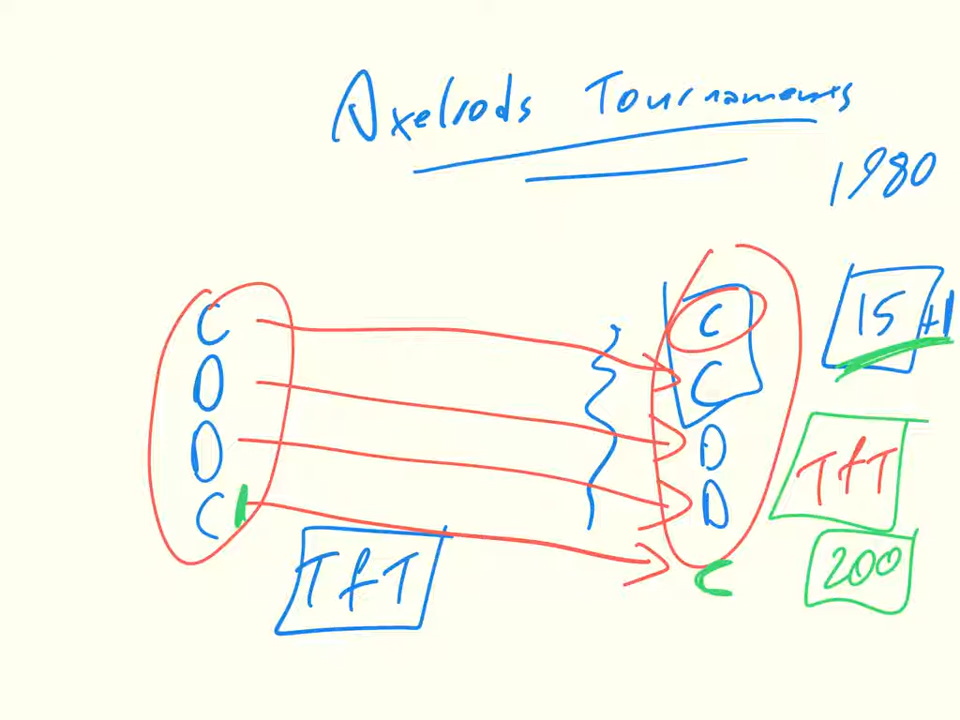 Axelrods Tournaments
1980
C C 15 +1
D C
D D TfT
C D
TfT C 200